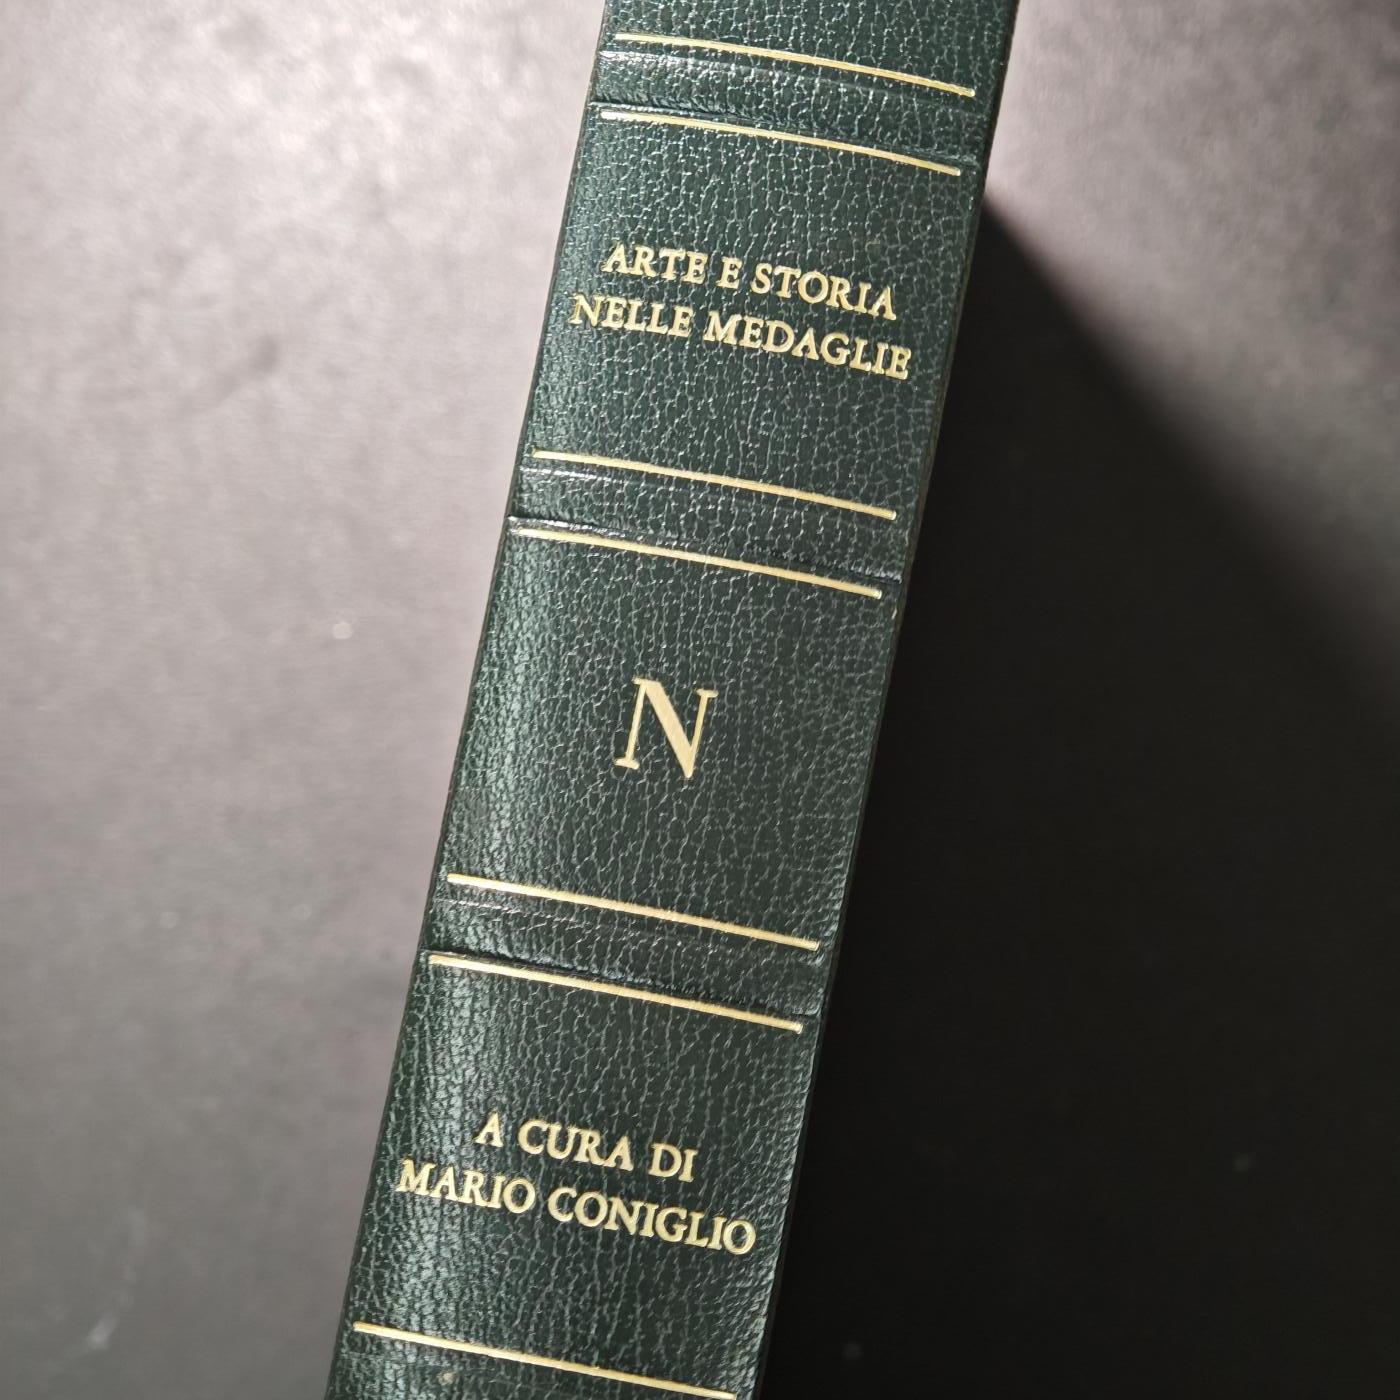 ARTE E STORIA
NELLE MEDAGLIE
N
A CURA DI
MARIO CONIGLIO